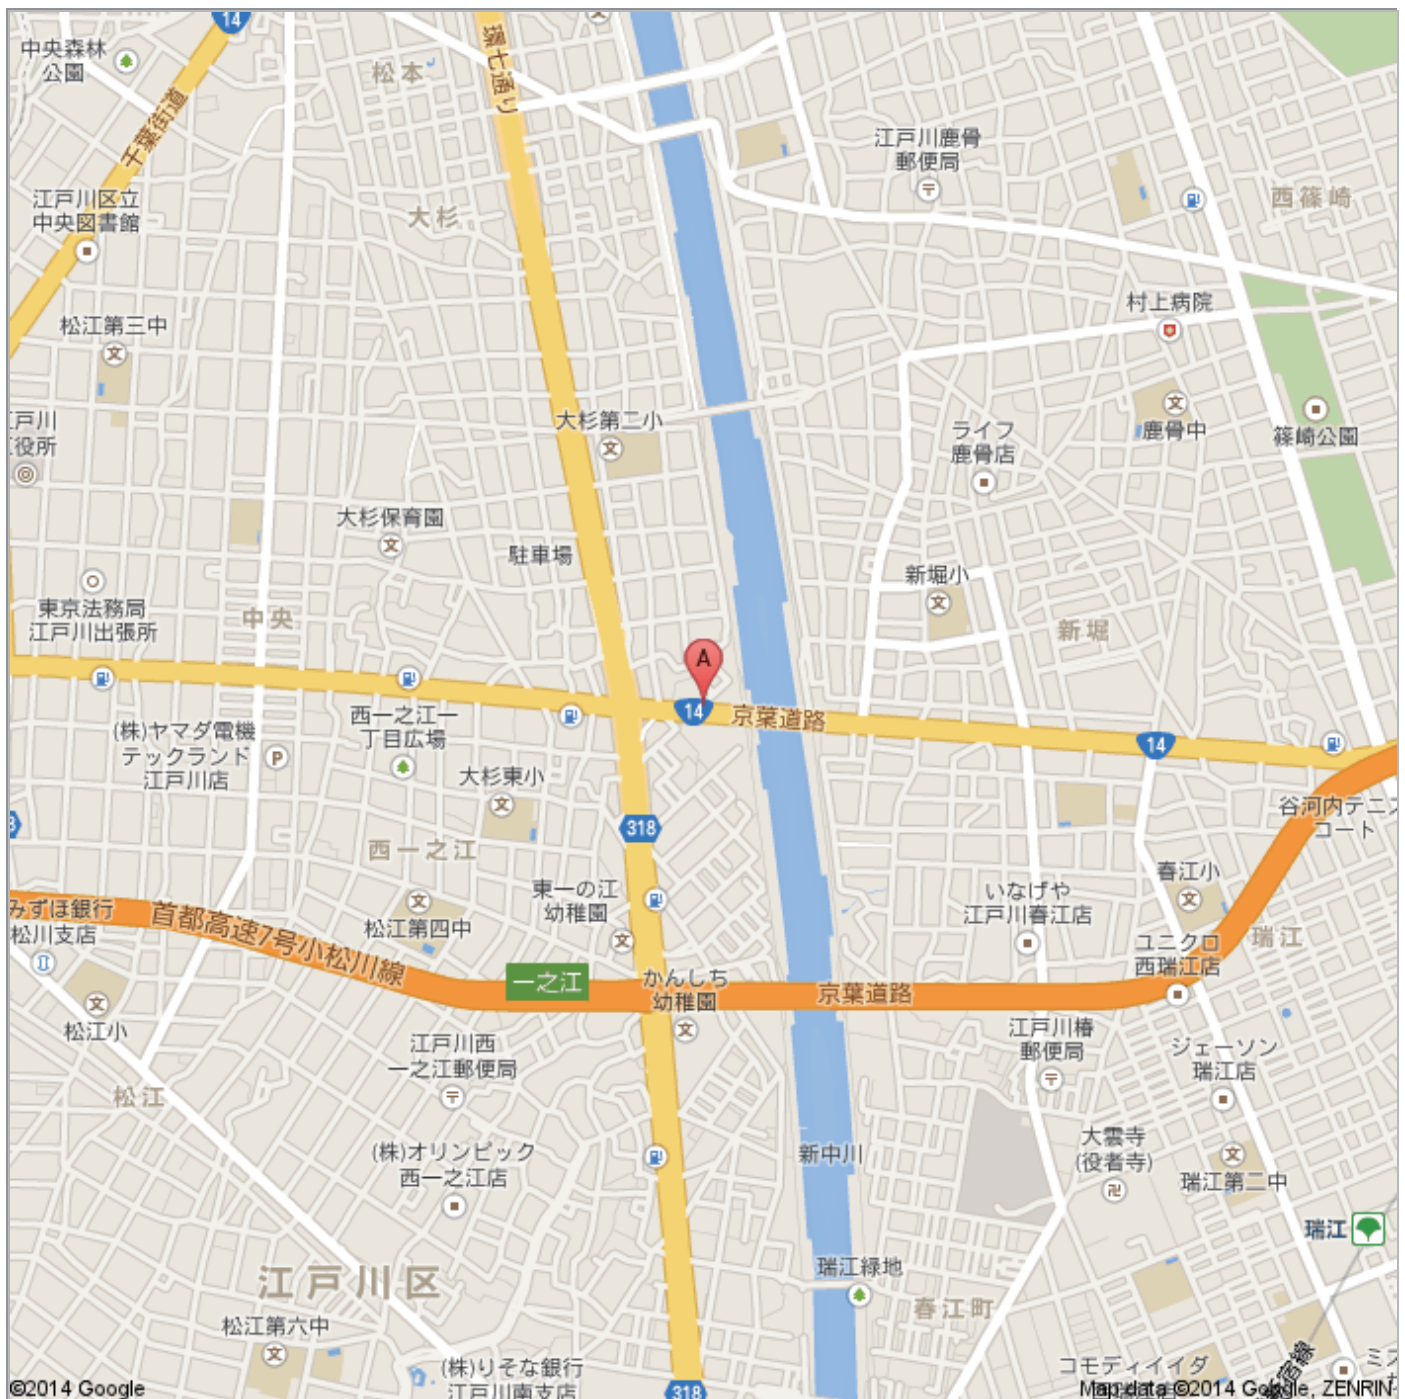 14
中央森林
公園
松本
環七通り
千葉街道
江戸川鹿骨
郵便局
江戸川区立
中央図書館
大杉
西篠崎
村上病院
松江第三中
大杉第二小
ライフ
鹿骨店
鹿骨中
篠崎公園
戸川
役所
大杉保育園
駐車場
新堀小
東京法務局
江戸川出張所
中央
新堀
A
14
京葉道路
14
西一之江一
丁目広場
(株)ヤマダ電機
テックランド
江戸川店
P
大杉東小
谷河内テニス
コート
318
西一之江
春江小
東一の江
幼稚園
いなげや
江戸川春江店
みずほ銀行
松川支店
首都高速7号小松川線
松江第四中
ユニクロ
西瑞江店
瑞江
一之江
かんしち
幼稚園
京葉道路
松江小
江戸川西
一之江郵便局
江戸川椿
郵便局
ジェーソン
瑞江店
松江
(株)オリンピック
西一之江店
新中川
大雲寺
(役者寺)
瑞江第二中
瑞江
江戸川区
瑞江緑地
春江町
松江第六中
(株)りそな銀行
江戸川南支店
318
コモディイイダ
宿線
ミス
©2014 Google
Map data ©2014 Google, ZENRIN